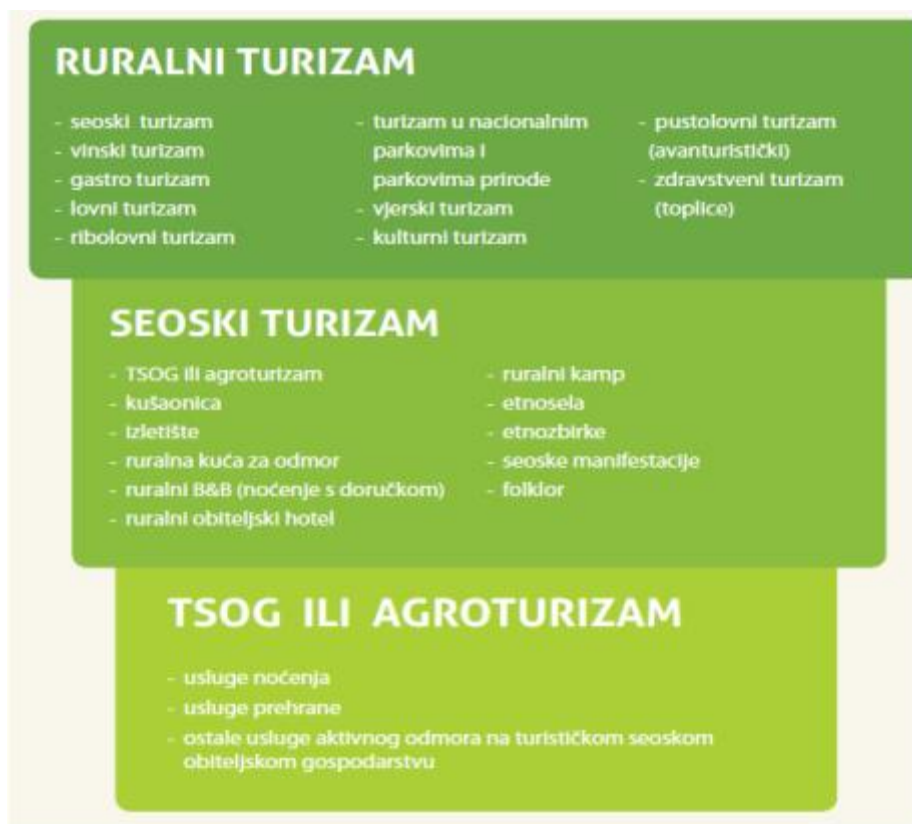 RURALNI TURIZAM
- seoski turizam
- vinski turizam
- gastro turizam
- lovni turizam
- ribolovni turizam
- turizam u nacionalnim
parkovima i
parkovima prirode
- vjerski turizam
- kulturni turizam
- pustolovni turizam
(avanturistički)
- zdravstveni turizam
(toplice)
SEOSKI TURIZAM
- TSOG ili agroturizam
- kušaonica
- izletište
- ruralna kuća za odmor
- ruralni B&B (noćenje s doručkom)
- ruralni obiteljski hotel
- ruralni kamp
- etnosela
- etnozbirke
- seoske manifestacije
- folklor
TSOG ILI AGROTURIZAM
- usluge noćenja
- usluge prehrane
- ostale usluge aktivnog odmora na turističkom seoskom
obiteljskom gospodarstvu